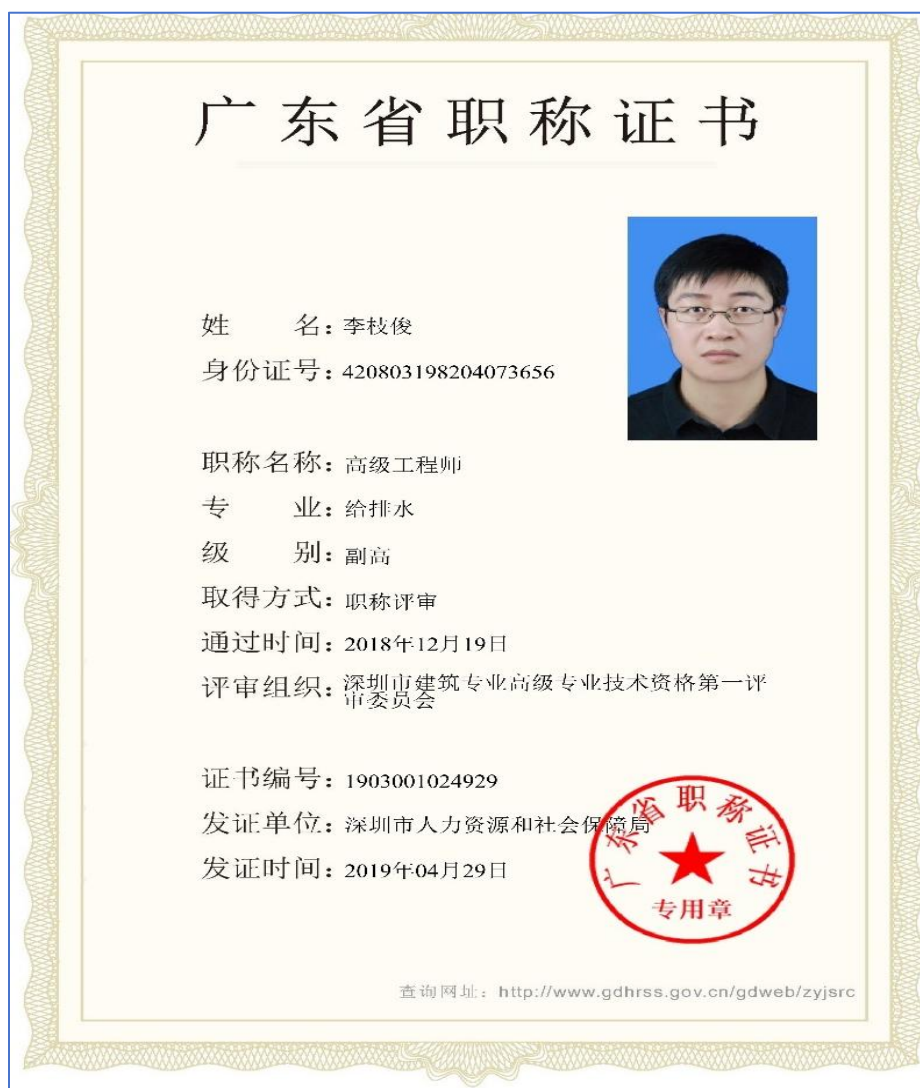 广东省职称证书
姓 名：李枝俊
身份证号：420803198204073656
职称名称：高级工程师
专 业：给排水
级 别：副高
取得方式：职称评审
通过时间：2018年12月19日
评审组织：深圳市建筑专业高级专业技术资格第一评
审委员会
证书编号：1903001024929
发证单位：深圳市人力资源和社会保障局
发证时间：2019年04月29日
广东省职称证书
专用章
查询网址：http://www.gdhrss.gov.cn/gdweb/zyjsrc